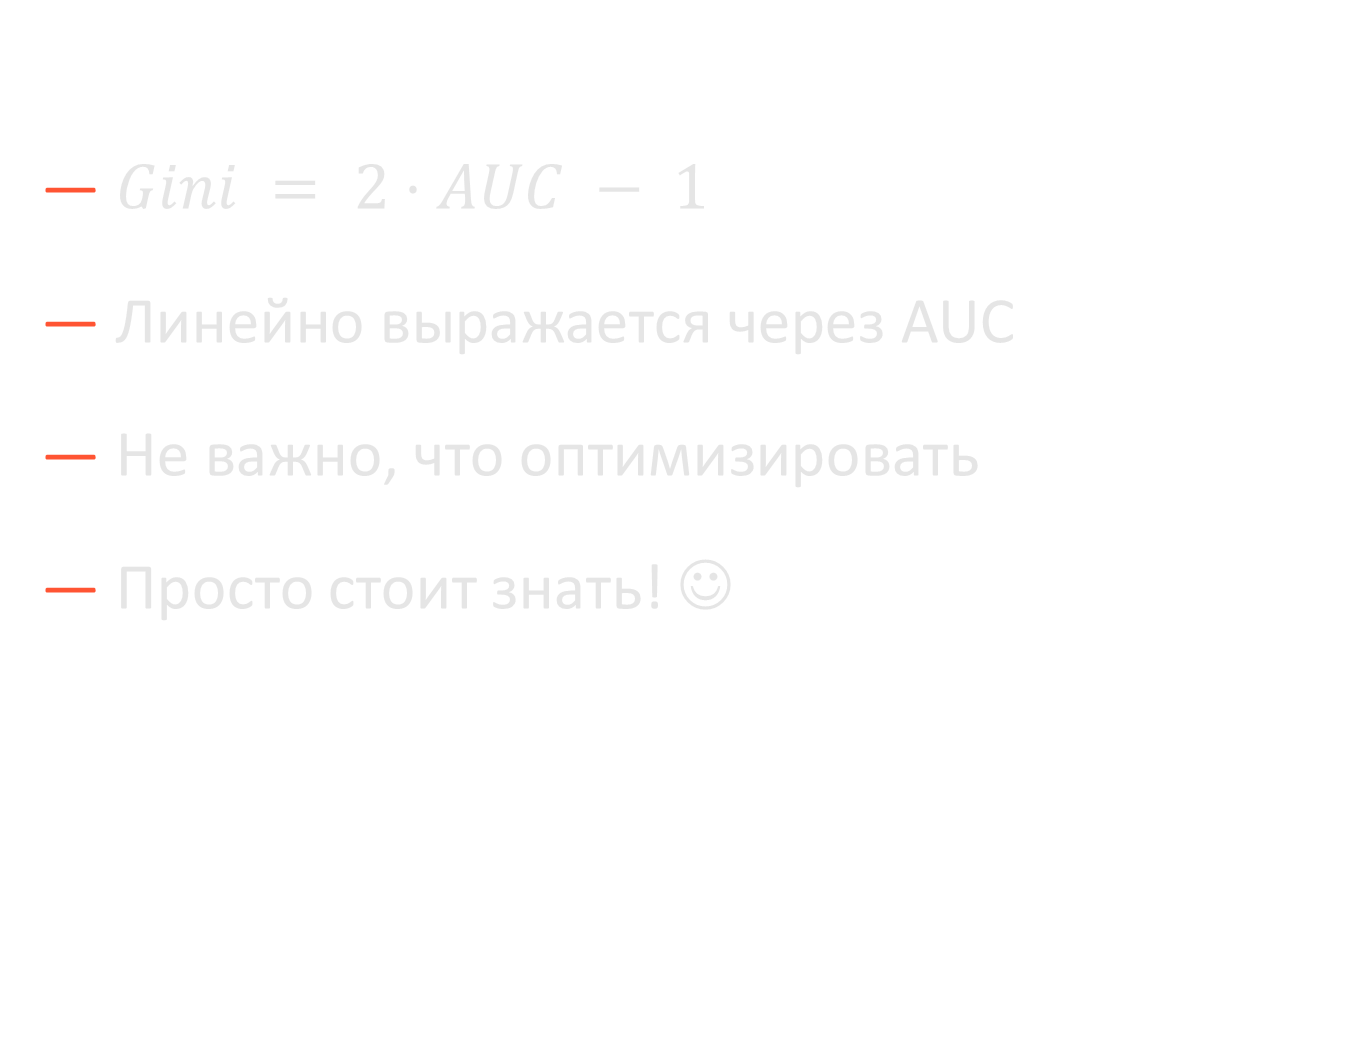 — Gini = 2 · AUC − 1
— Линейно выражается через AUC
— Не важно, что оптимизировать
— Просто стоит знать! ☺